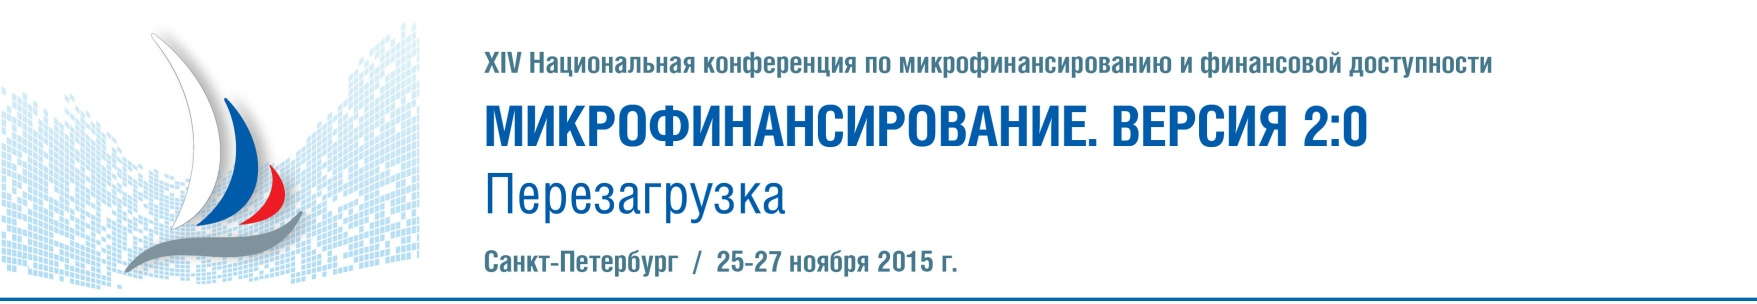 XIV Национальная конференция по микрофинансированию и финансовой доступности
МИКРОФИНАНСИРОВАНИЕ. ВЕРСИЯ 2:0
Перезагрузка
Санкт-Петербург / 25-27 ноября 2015 г.